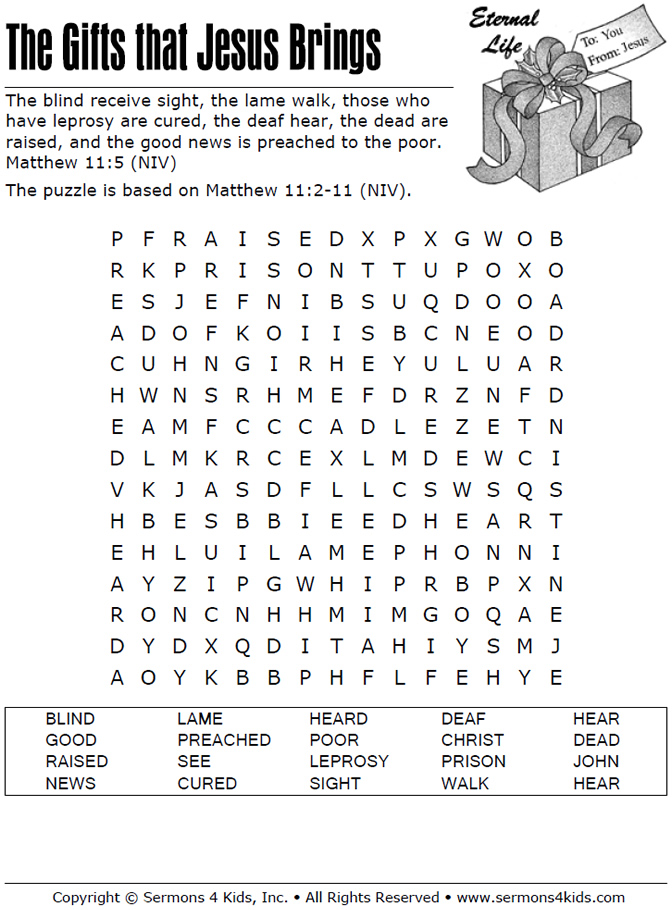 The Gifts that Jesus Brings
Eternal
Life
To: You
From: Jesus
The blind receive sight, the lame walk, those who
have leprosy are cured, the deaf hear, the dead are
raised, and the good news is preached to the poor.
Matthew 11:5 (NIV)
The puzzle is based on Matthew 11:2-11 (NIV).
P F R A I S E D X P X G W O B
R K P R I S O N T T U P O X O
E S J E F N I B S U Q D O O A
A D O F K O I I S B C N E O D
C U H N G I R H E Y U L U A R
H W N S R H M E F D R Z N F D
E A M F C C C A D L E Z E T N
D L M K R C E X L M D E W C I
V K J A S D F L L C S W S Q S
H B E S B B I E E D H E A R T
E H L U I L A M E P H O N N I
A Y Z I P G W H I P R B P X N
R O N C N H H M I M G O Q A E
D Y D X Q D I T A H I Y S M J
A O Y K B B P H F L F E H Y E
BLIND LAME HEARD DEAF HEAR
GOOD PREACHED POOR CHRIST DEAD
RAISED SEE LEPROSY PRISON JOHN
NEWS CURED SIGHT WALK HEAR
Copyright © Sermons 4 Kids, Inc. • All Rights Reserved • www.sermons4kids.com